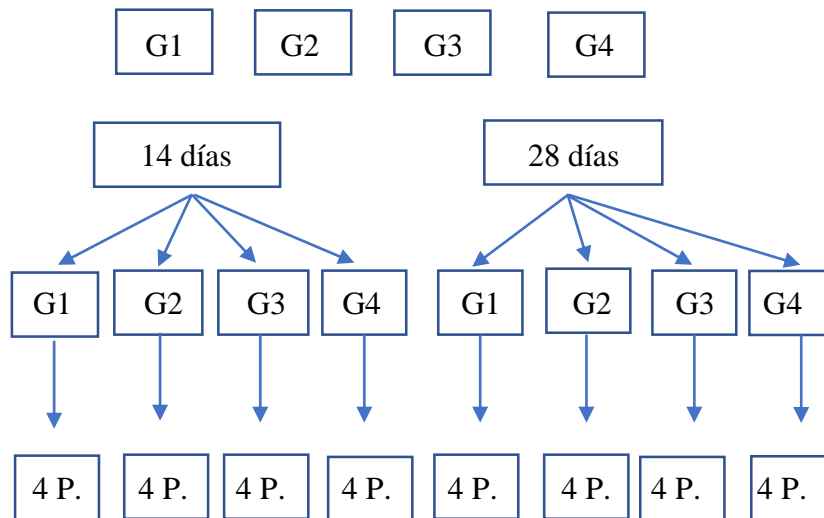 G1 G2 G3 G4
14 días 28 días
G1 G2 G3 G4 G1 G2 G3 G4
4 P. 4 P. 4 P. 4 P. 4 P. 4 P. 4 P. 4 P.